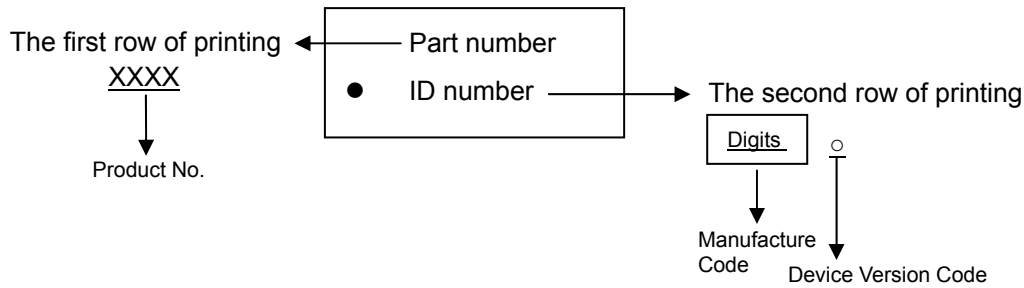 The first row of printing
XXXX
Product No.
Part number
● ID number
The second row of printing
Digits ○
Manufacture
Code
Device Version Code